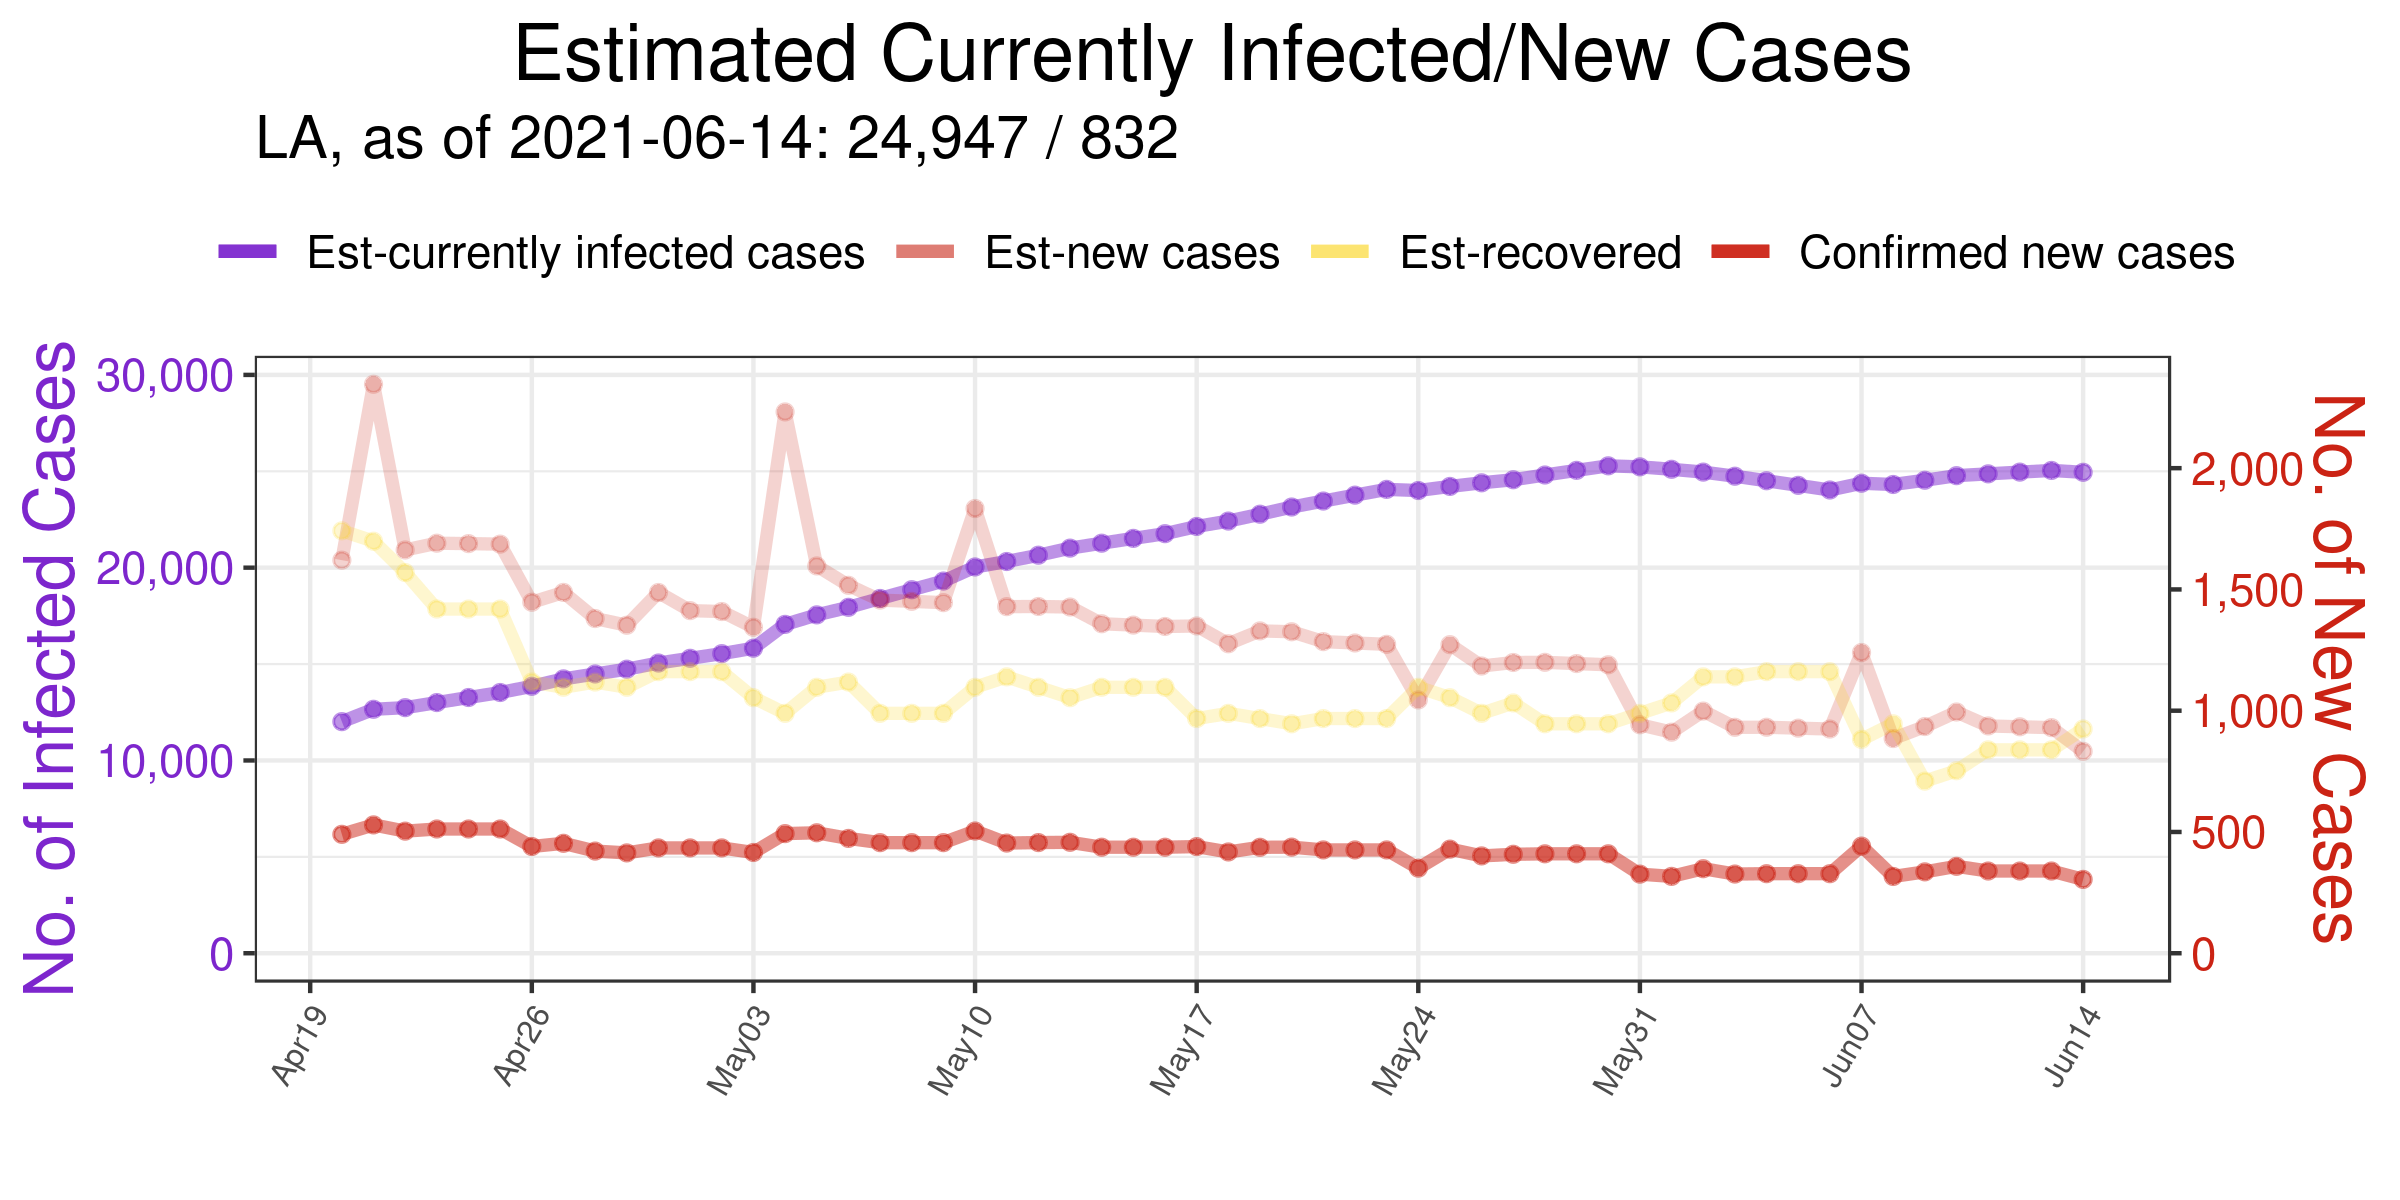 Estimated Currently Infected/New Cases
LA, as of 2021-06-14: 24,947 / 832
Est-currently infected cases Est-new cases Est-recovered Confirmed new cases
No. of Infected Cases
30,000
20,000
10,000
0
2,000
1,500
1,000
500
0
No. of New Cases
Apr19 Apr26 May03 May10 May17 May24 May31 Jun07 Jun14